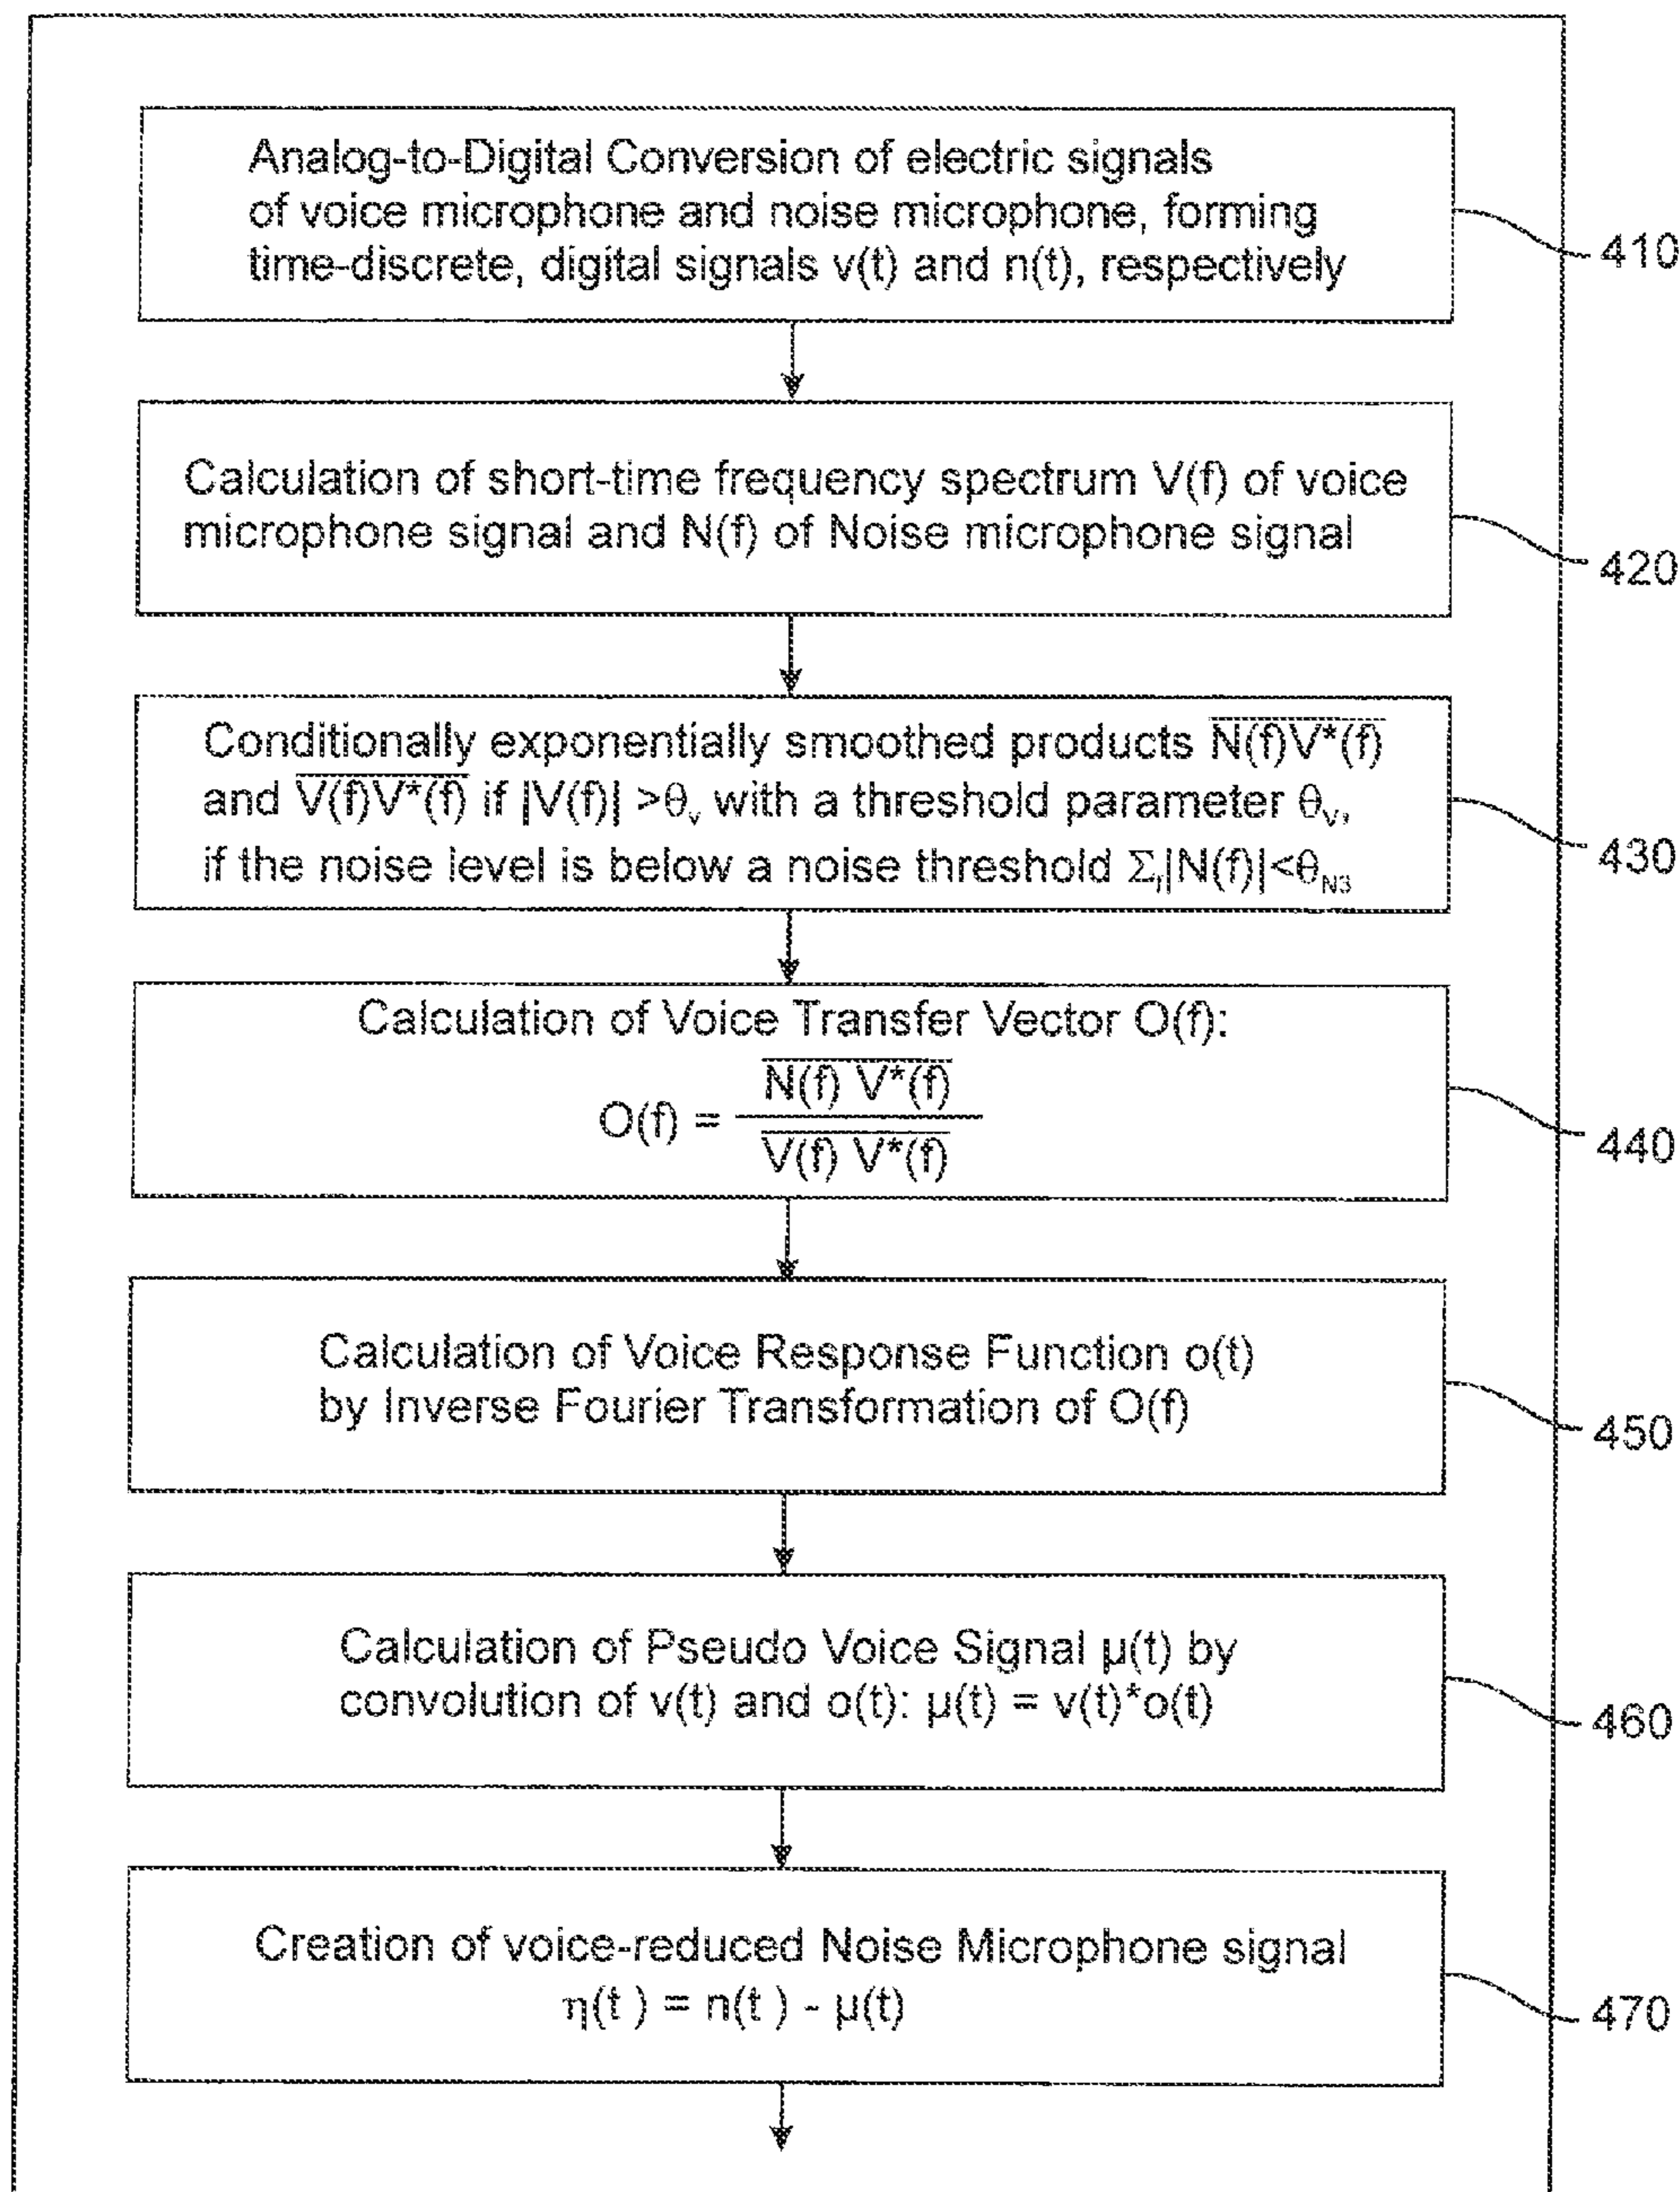 Analog-to-Digital Conversion of electric signals
of voice microphone and noise microphone, forming
time-discrete, digital signals v(t) and n(t), respectively
410
Calculation of short-time frequency spectrum V(f) of voice
microphone signal and N(f) of Noise microphone signal
420
Conditionally exponentially smoothed products N(f)V*(f)
and V(f)V*(f) if |V(f)| >θᵥ with a threshold parameter θᵥ,
if the noise level is below a noise threshold Σf|N(f)|<θN3
430
Calculation of Voice Transfer Vector O(f):
N(f) V*(f)
O(f) =
V(f) V*(f)
440
Calculation of Voice Response Function o(t)
by Inverse Fourier Transformation of O(f)
450
Calculation of Pseudo Voice Signal μ(t) by
convolution of v(t) and o(t): μ(t) = v(t)*o(t)
460
Creation of voice-reduced Noise Microphone signal
η(t ) = n(t ) - μ(t)
470